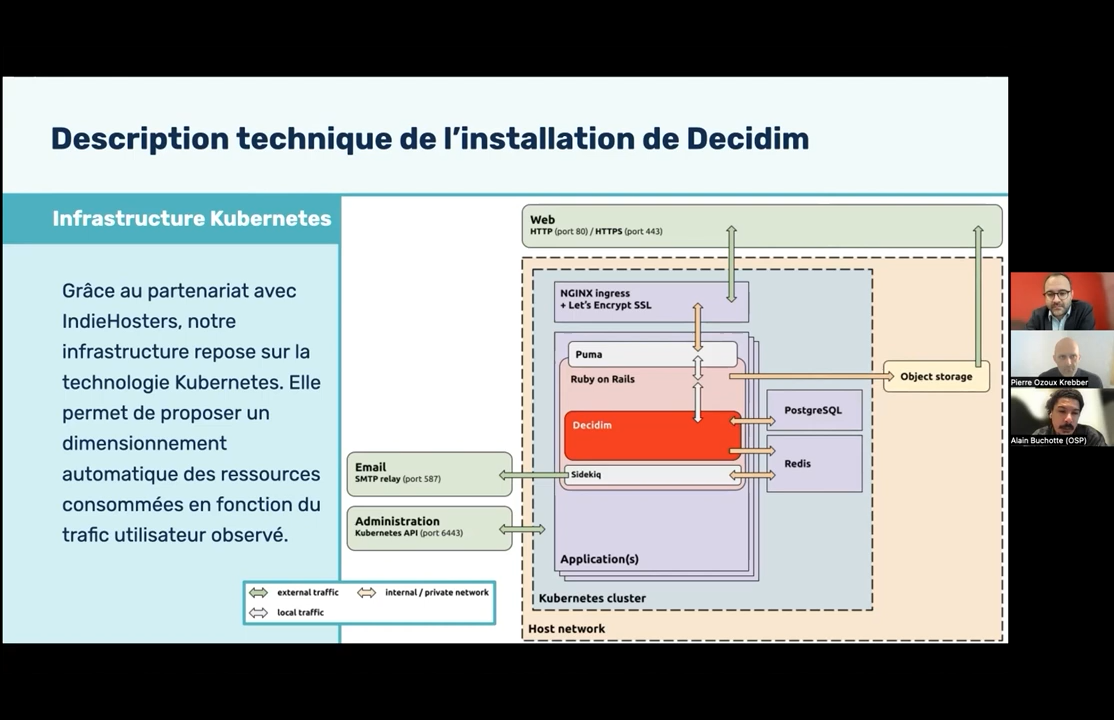 Description technique de l’installation de Decidim
Infrastructure Kubernetes
Grâce au partenariat avec
IndieHosters, notre
infrastructure repose sur la
technologie Kubernetes. Elle
permet de proposer un
dimensionnement
automatique des ressources
consommées en fonction du
trafic utilisateur observé.
Web
HTTP (port 80) / HTTPS (port 443)
NGINX ingress
+ Let's Encrypt SSL
Puma
Ruby on Rails
Object storage
Decidim
PostgreSQL
Redis
Sidekiq
Email
SMTP relay (port 587)
Administration
Kubernetes API (port 6443)
Application(s)
Kubernetes cluster
Host network
external traffic
internal / private network
local traffic
Pierre Ozoux Krebber
Alain Buchotte (OSP)